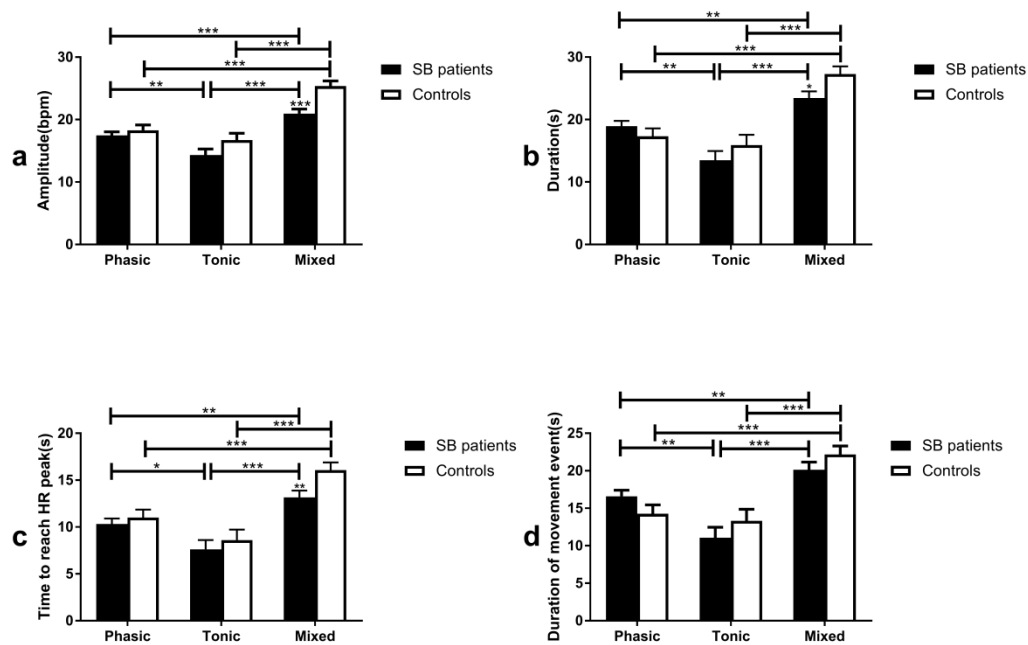 ***
***
***
** ***
30
20
10
0
Amplitude(bpm)
***
Phasic Tonic Mixed
SB patients
Controls
a
**
***
***
** ***
30
20
10
0
Duration(s)
*
Phasic Tonic Mixed
SB patients
Controls
b
**
***
***
* ***
20
15
10
5
0
Time to reach HR peak(s)
**
Phasic Tonic Mixed
SB patients
Controls
c
**
***
***
** ***
25
20
15
10
5
0
Duration of movement event(s)
Phasic Tonic Mixed
SB patients
Controls
d